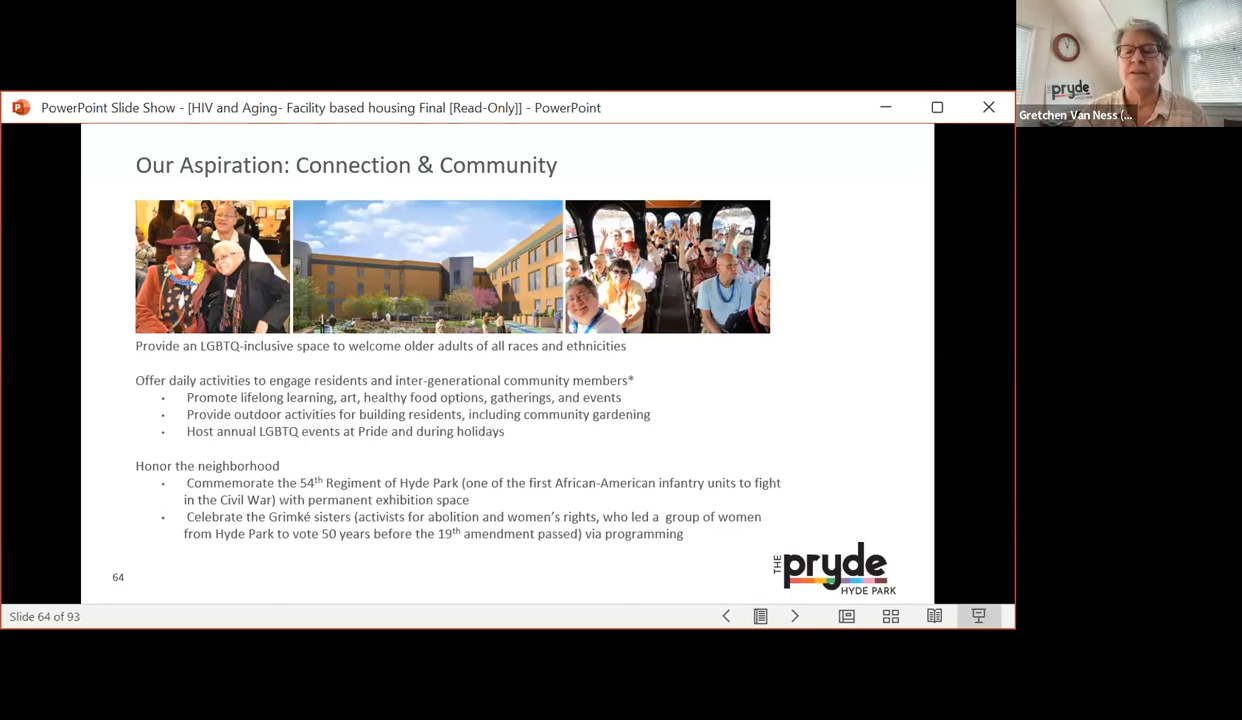 pryde
Gretchen Van Ness (...
PowerPoint Slide Show - [HIV and Aging- Facility based housing Final [Read-Only]] - PowerPoint
Our Aspiration: Connection & Community
Provide an LGBTQ-inclusive space to welcome older adults of all races and ethnicities
Offer daily activities to engage residents and inter-generational community members*
• Promote lifelong learning, art, healthy food options, gatherings, and events
• Provide outdoor activities for building residents, including community gardening
• Host annual LGBTQ events at Pride and during holidays
Honor the neighborhood
• Commemorate the 54th Regiment of Hyde Park (one of the first African-American infantry units to fight
in the Civil War) with permanent exhibition space
• Celebrate the Grimké sisters (activists for abolition and women's rights, who led a group of women
from Hyde Park to vote 50 years before the 19th amendment passed) via programming
THE pryde
HYDE PARK
64
Slide 64 of 93